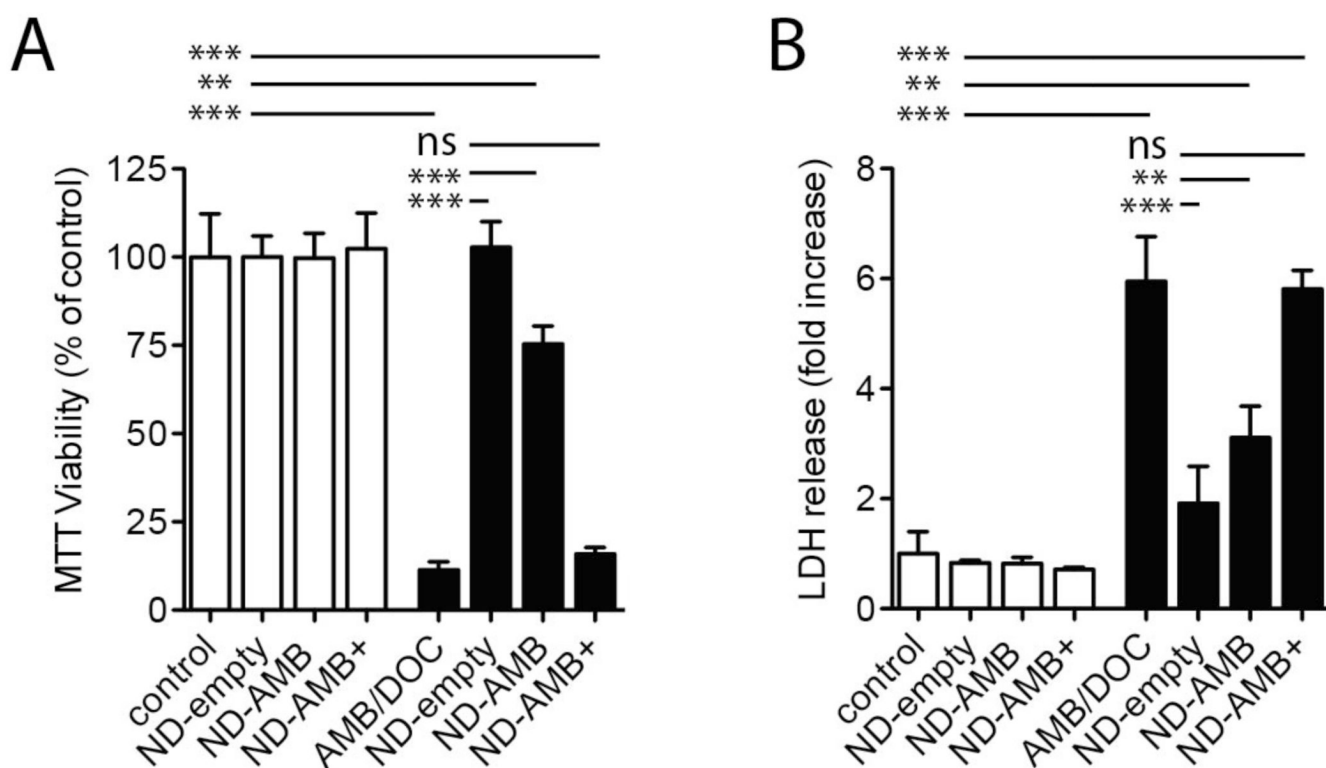 A
***
**
***
ns
***
***
MTT Viability (% of control)
125
100
75
50
25
0
control
ND-empty
ND-AMB
ND-AMB+
AMB/DOC
ND-empty
ND-AMB
ND-AMB+
B
***
**
***
ns
**
***
LDH release (fold increase)
8
6
4
2
0
control
ND-empty
ND-AMB
ND-AMB+
AMB/DOC
ND-empty
ND-AMB
ND-AMB+